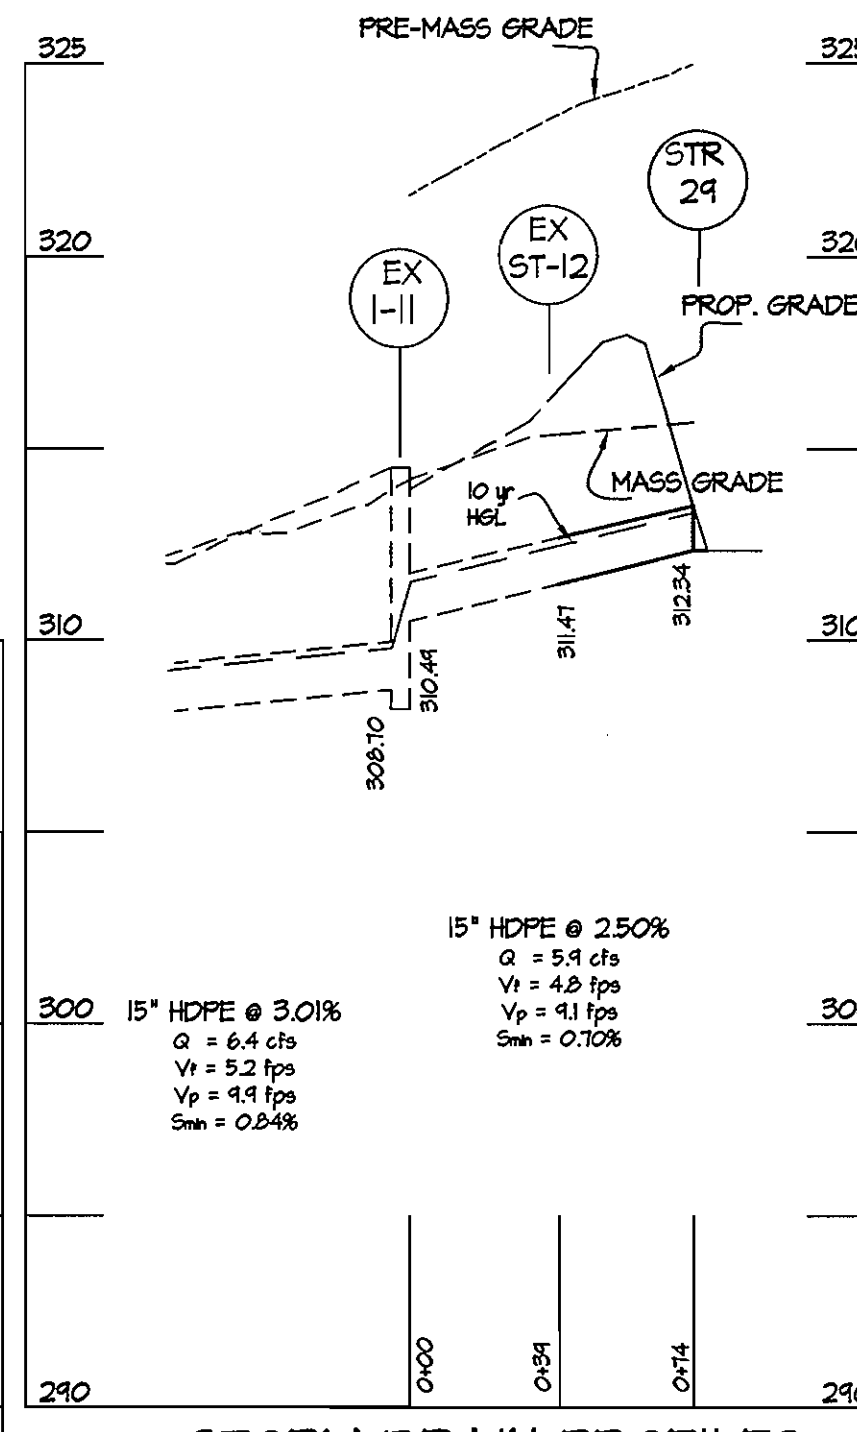 PRE-MASS GRADE
325
325
STR
29
EX
ST-12
320
320
EX
I-11
PROP. GRADE
10 yr
HGL
MASS GRADE
310
310
308.70
310.49
311.47
312.34
15" HDPE @ 2.50%
Q = 5.9 cfs
Vf = 4.8 fps
Vp = 9.1 fps
Smin = 0.70%
300
300
15" HDPE @ 3.01%
Q = 6.4 cfs
Vf = 5.2 fps
Vp = 9.9 fps
Smin = 0.84%
0+00
0+39
0+74
290
290